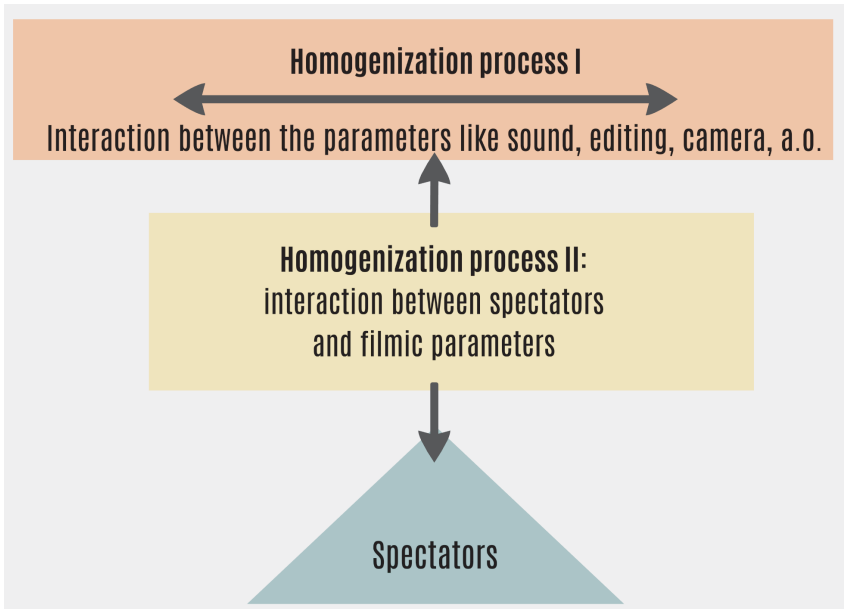 Homogenization process I
Interaction between the parameters like sound, editing, camera, a.o.
Homogenization process II:
interaction between spectators
and filmic parameters
Spectators